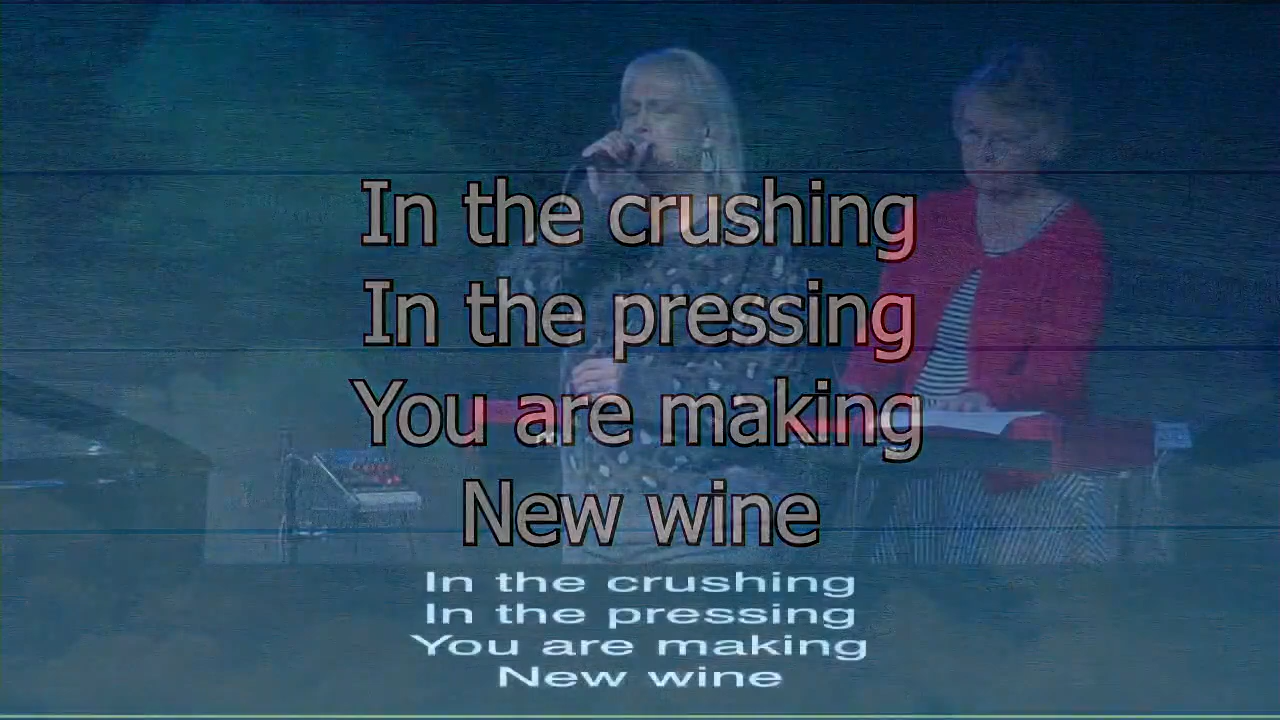 In the crushing
In the pressing
You are making
New wine
In the crushing
In the pressing
You are making
New wine